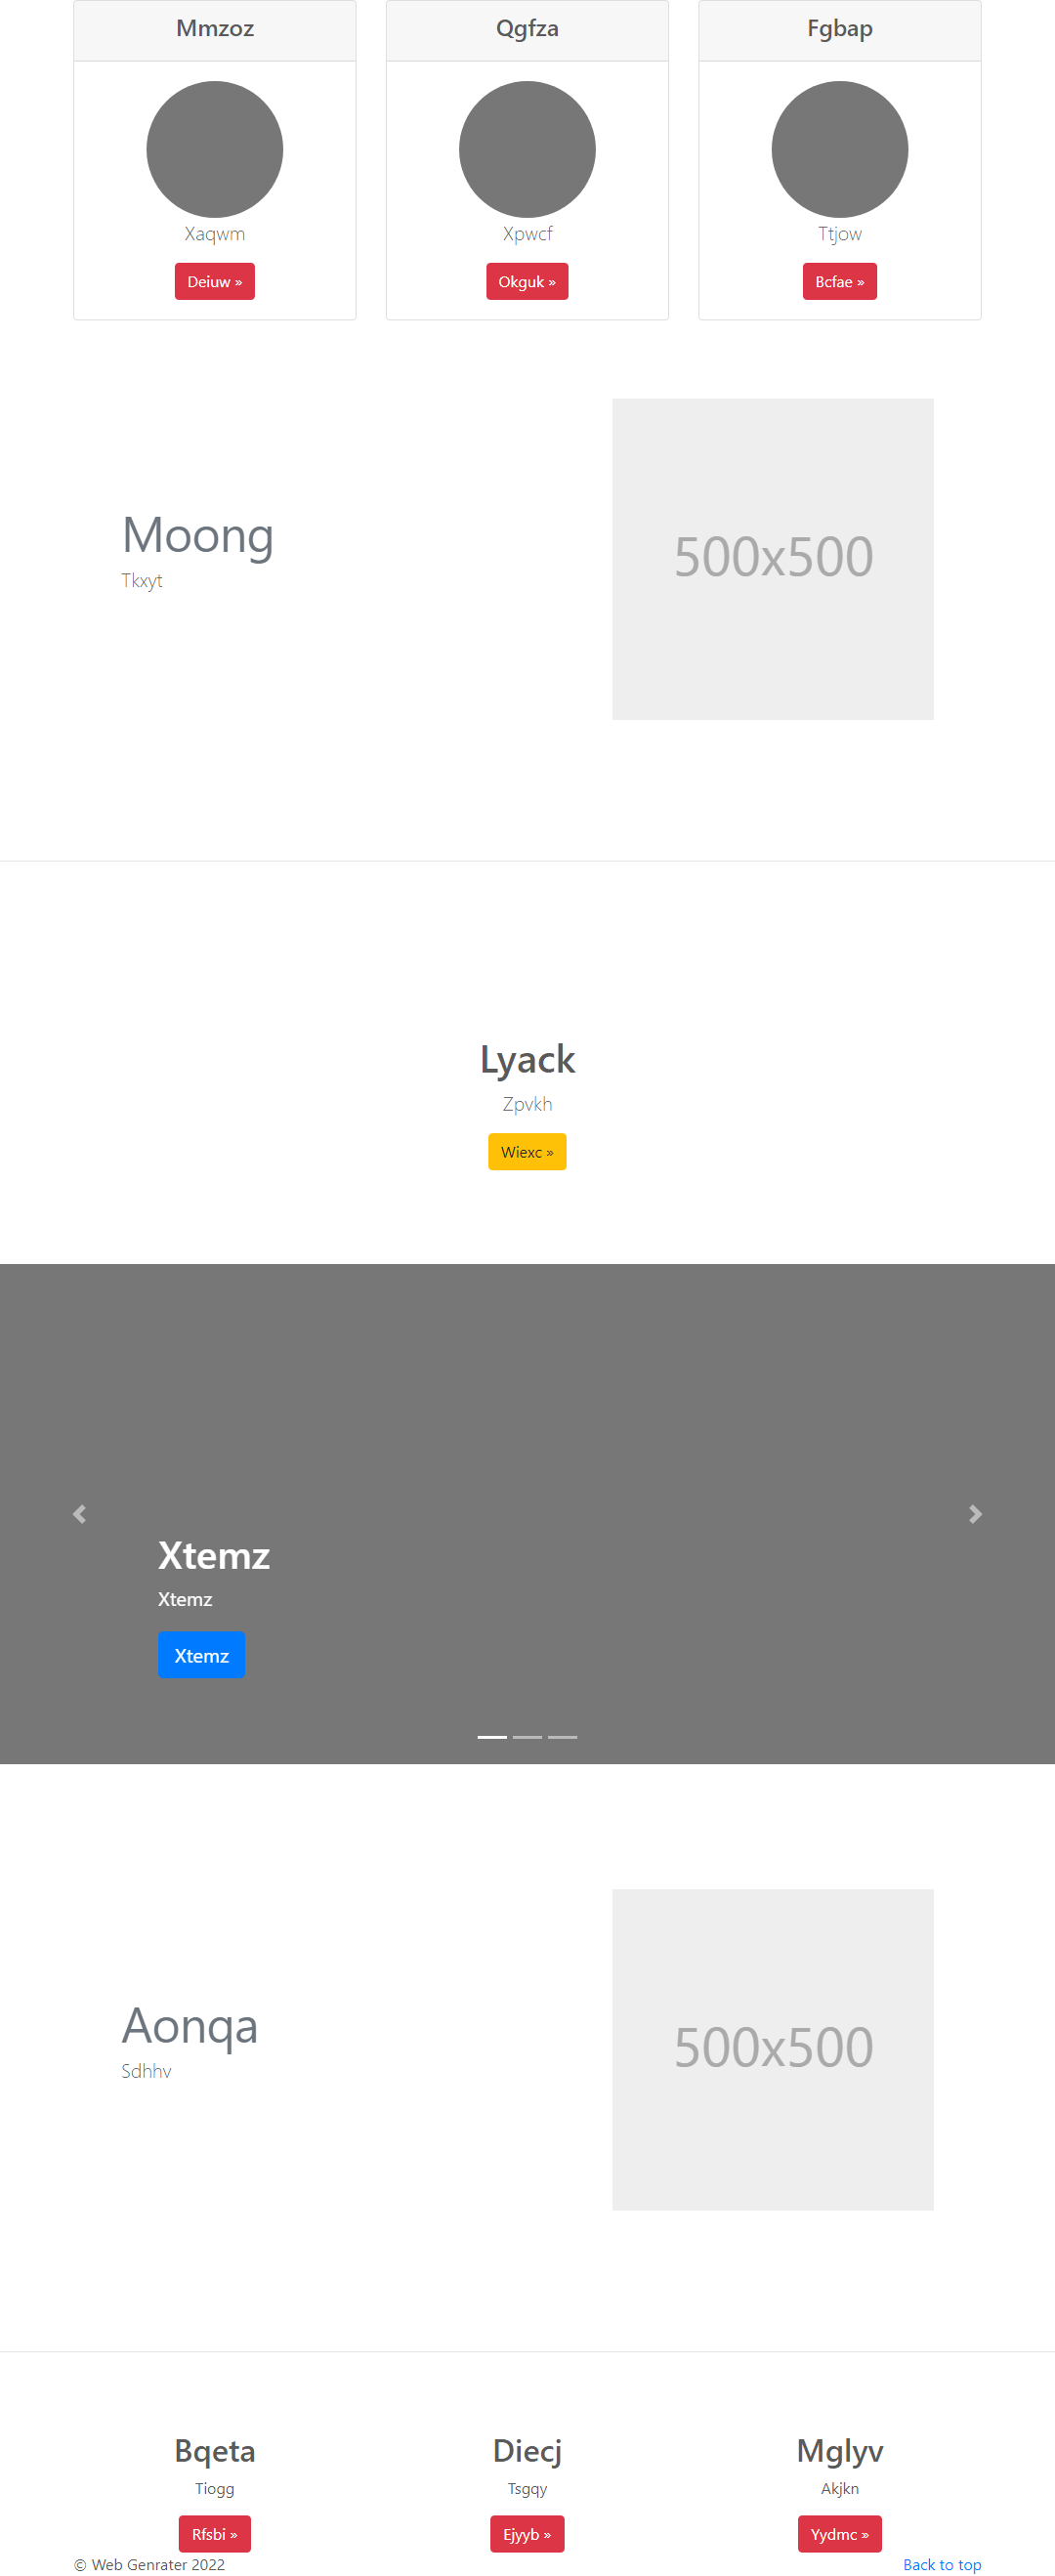 Mmzoz
Qgfza
Fgbap
Xaqwm
Xpwcf
Ttjow
Deiuw »
Okguk »
Bcfae »
Moong
Tkxyt
500x500
Lyack
Zpvkh
Wiexc »
Xtemz
Xtemz
Xtemz
Aonqa
Sdhhv
500x500
Bqeta
Diecj
Mglyv
Tiogg
Tsgqy
Akjkn
Rfsbi »
Ejyyb »
Yydmc »
© Web Genrater 2022
Back to top